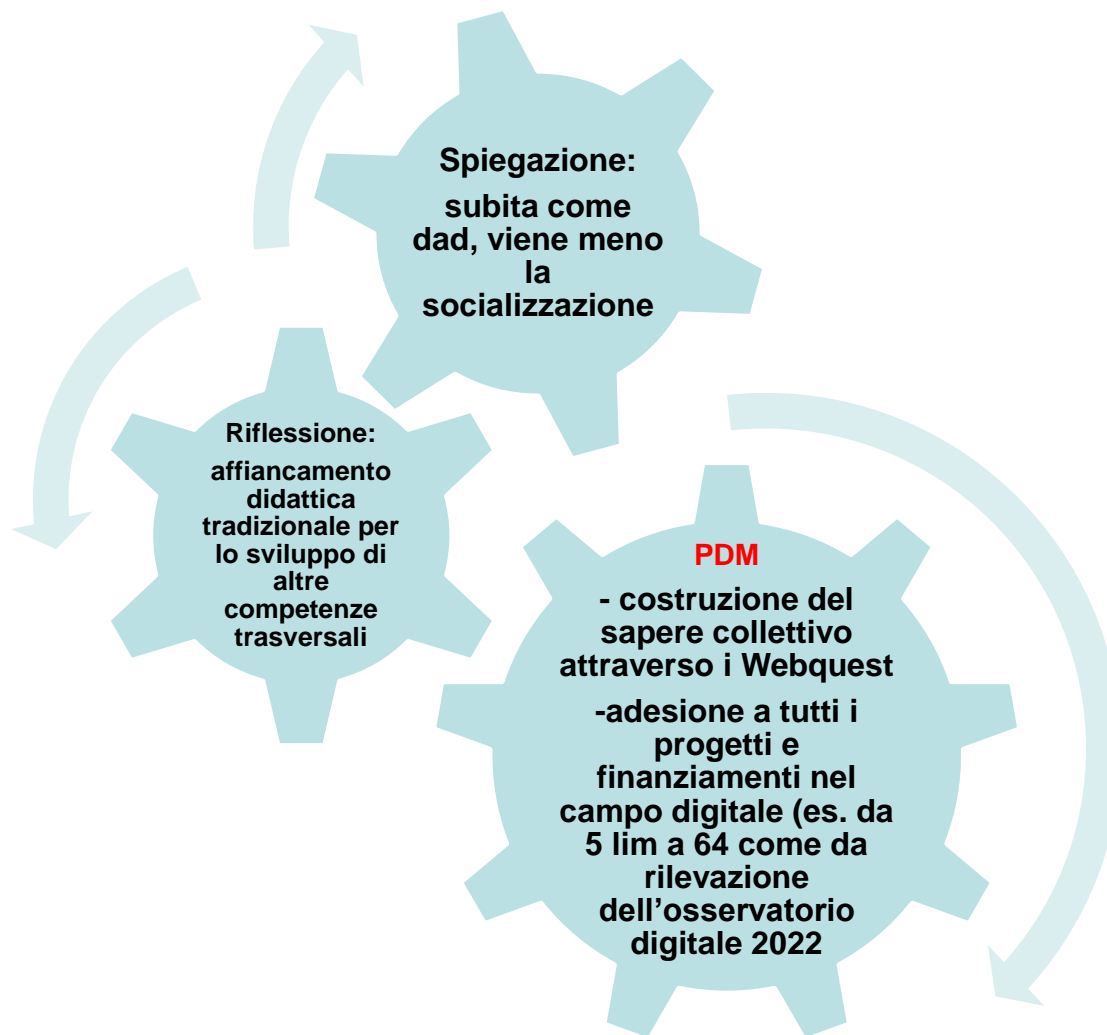 Spiegazione:
subita come
dad, viene meno
la
socializzazione
Riflessione:
affiancamento
didattica
tradizionale per
lo sviluppo di
altre
competenze
trasversali
PDM
- costruzione del
sapere collettivo
attraverso i Webquest
-adesione a tutti i
progetti e
finanziamenti nel
campo digitale (es. da
5 lim a 64 come da
rilevazione
dell’osservatorio
digitale 2022